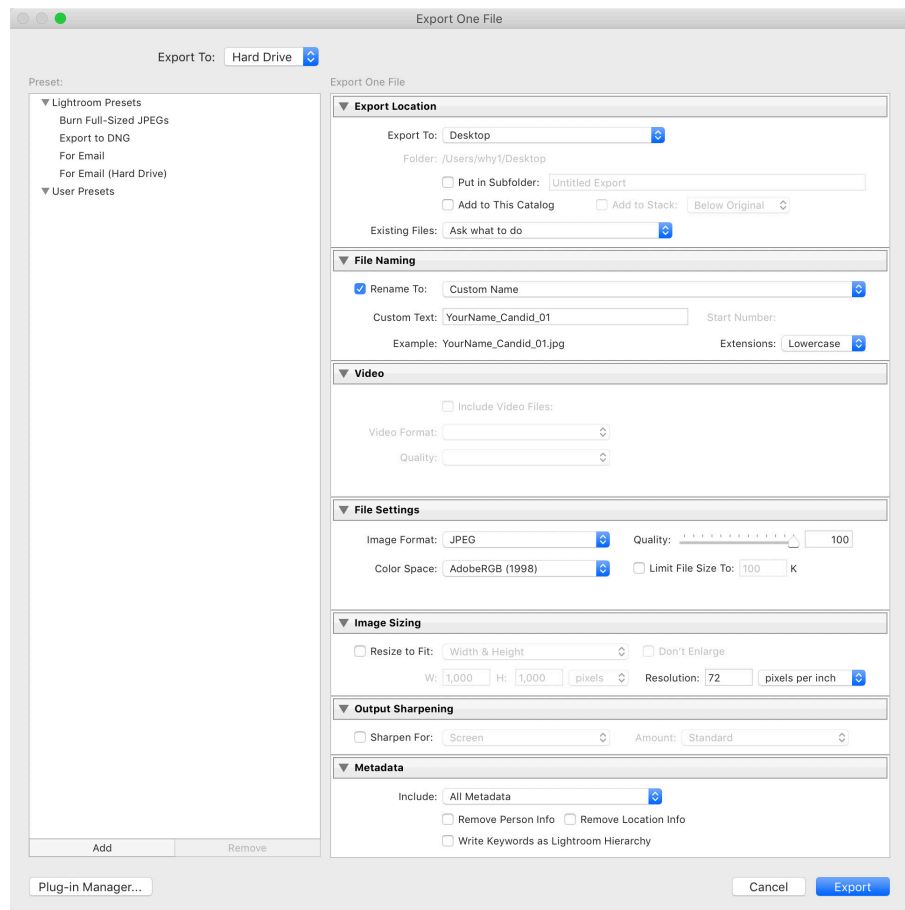 Export One File
Export To: Hard Drive
Preset:
Lightroom Presets
Burn Full-Sized JPEGs
Export to DNG
For Email
For Email (Hard Drive)
User Presets
Add Remove
Export One File
Export Location
Export To: Desktop
Folder: /Users/why1/Desktop
Put in Subfolder: Untitled Export
Add to This Catalog Add to Stack: Below Original
Existing Files: Ask what to do
File Naming
Rename To: Custom Name
Custom Text: YourName_Candid_01 Start Number:
Example: YourName_Candid_01.jpg Extensions: Lowercase
Video
Include Video Files:
Video Format:
Quality:
File Settings
Image Format: JPEG Quality: 100
Color Space: AdobeRGB (1998) Limit File Size To: 100 K
Image Sizing
Resize to Fit: Width & Height Don't Enlarge
W: 1,000 H: 1,000 pixels Resolution: 72 pixels per inch
Output Sharpening
Sharpen For: Screen Amount: Standard
Metadata
Include: All Metadata
Remove Person Info Remove Location Info
Write Keywords as Lightroom Hierarchy
Plug-in Manager... Cancel Export